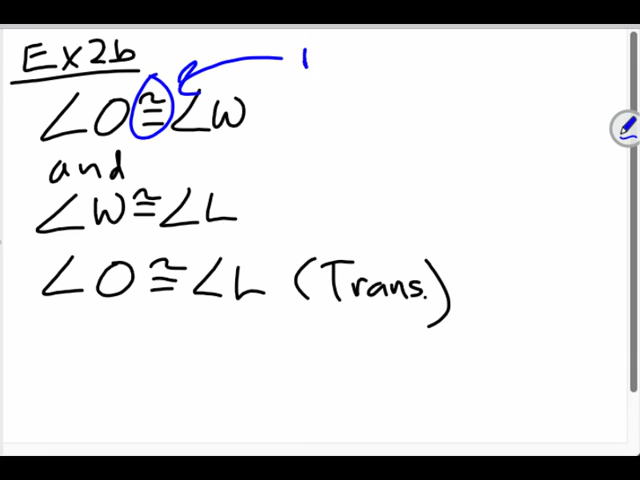 Ex2b
∠O ≅ ∠W
and
∠W ≅ ∠L
∠O ≅ ∠L (Trans.)